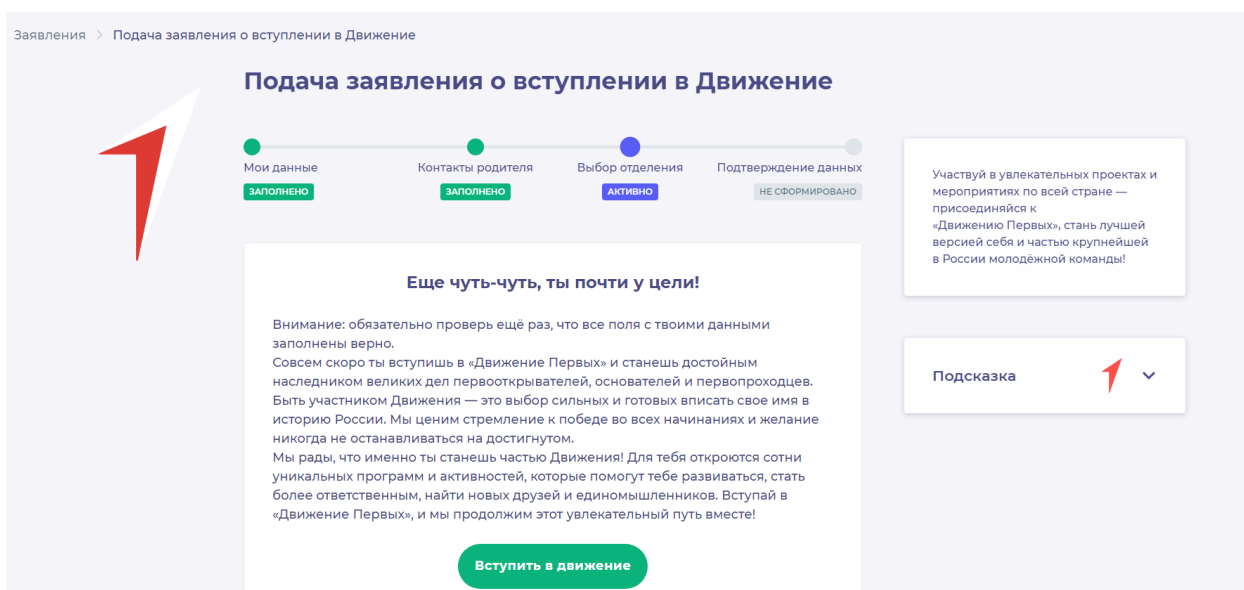 Заявления > Подача заявления о вступлении в Движение
Подача заявления о вступлении в Движение
Мои данные
ЗАПОЛНЕНО
Контакты родителя
ЗАПОЛНЕНО
Выбор отделения
АКТИВНО
Подтверждение данных
НЕ СФОРМИРОВАНО
Еще чуть-чуть, ты почти у цели!
Внимание: обязательно проверь ещё раз, что все поля с твоими данными
заполнены верно.
Совсем скоро ты вступишь в «Движение Первых» и станешь достойным
наследником великих дел первооткрывателей, основателей и первопроходцев.
Быть участником Движения — это выбор сильных и готовых вписать свое имя в
историю России. Мы ценим стремление к победе во всех начинаниях и желание
никогда не останавливаться на достигнутом.
Мы рады, что именно ты станешь частью Движения! Для тебя откроются сотни
уникальных программ и активностей, которые помогут тебе развиваться, стать
более ответственным, найти новых друзей и единомышленников. Вступай в
«Движение Первых», и мы продолжим этот увлекательный путь вместе!
Вступить в движение
Участвуй в увлекательных проектах и
мероприятиях по всей стране —
присоединяйся к
«Движению Первых», стань лучшей
версией себя и частью крупнейшей
в России молодёжной команды!
Подсказка